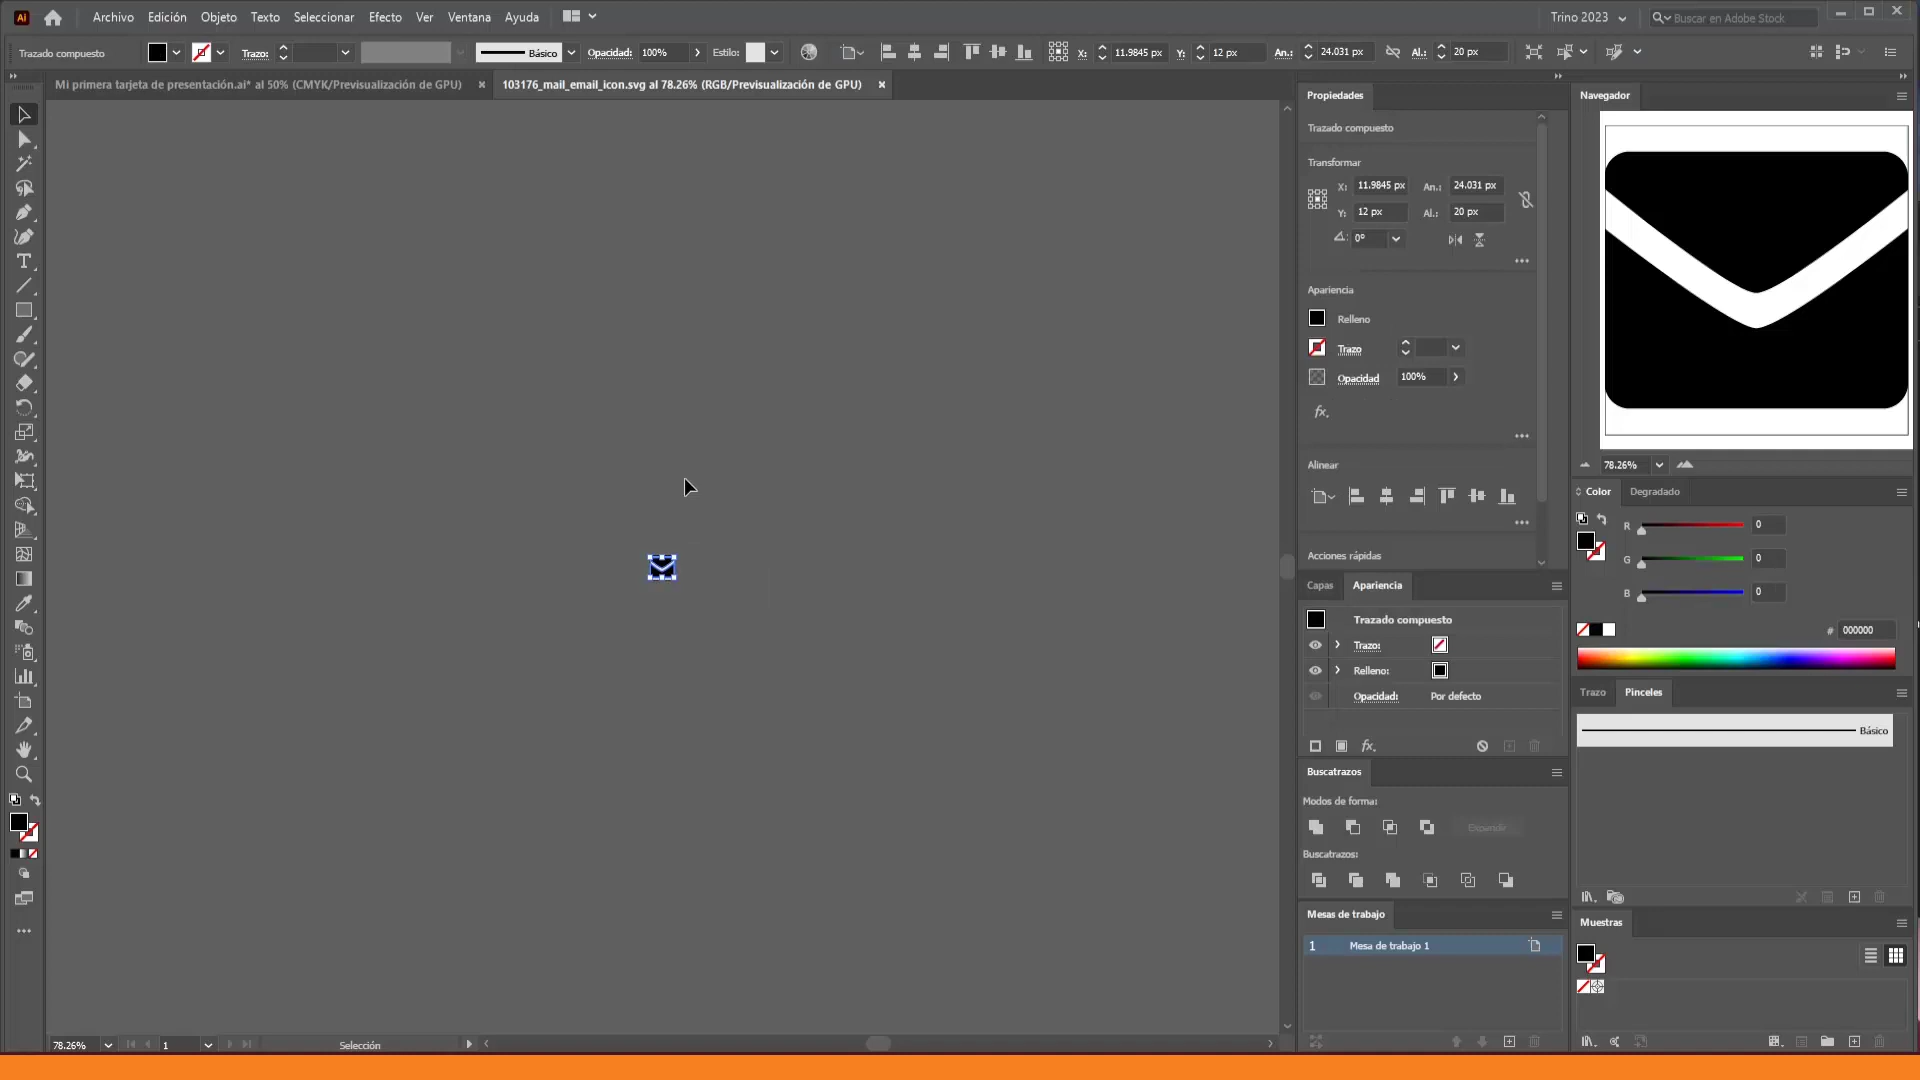 Ai Archivo Edición Objeto Texto Seleccionar Efecto Ver Ventana Ayuda Trino 2023 Buscar en Adobe Stock
Trazado compuesto Trazo: Básico Opacidad: 100% Estilo: X: 11.9845 px Y: 12 px An.: 24.031 px Al.: 20 px
Mi primera tarjeta de presentación.ai* al 50% (CMYK/Previsualización de GPU) × 103176_mail_email_icon.svg al 78.26% (RGB/Previsualización de GPU) ×
Propiedades
Trazado compuesto
Transformar
X: 11.9845 px An.: 24.031 px
Y: 12 px Al.: 20 px
0°
Apariencia
Relleno
Trazo
Opacidad 100%
fx.
Alinear
Acciones rápidas
Capas Apariencia
Trazado compuesto
Trazo:
Relleno:
Opacidad: Por defecto
fx.
Buscatrazos
Modos de forma:
Expandir
Buscatrazos:
Mesas de trabajo
1 Mesa de trabajo 1
Navegador
78.26%
Color Degradado
R 0
G 0
B 0
# 000000
Trazo Pinceles
Básico
Muestras
78.26% 1 Selección